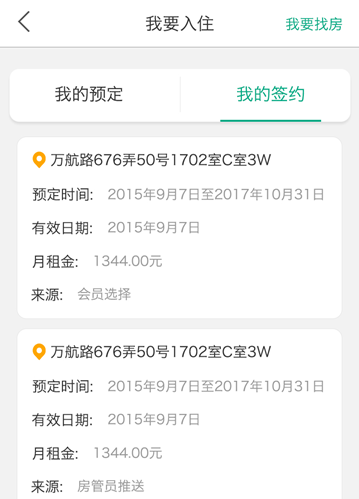 我要入住
我要找房
我的预定
我的签约
万航路676弄50号1702室C室3W
预定时间: 2015年9月7日至2017年10月31日
有效日期: 2015年9月7日
月租金: 1344.00元
来源: 会员选择
万航路676弄50号1702室C室3W
预定时间: 2015年9月7日至2017年10月31日
有效日期: 2015年9月7日
月租金: 1344.00元
来源: 房管员推送